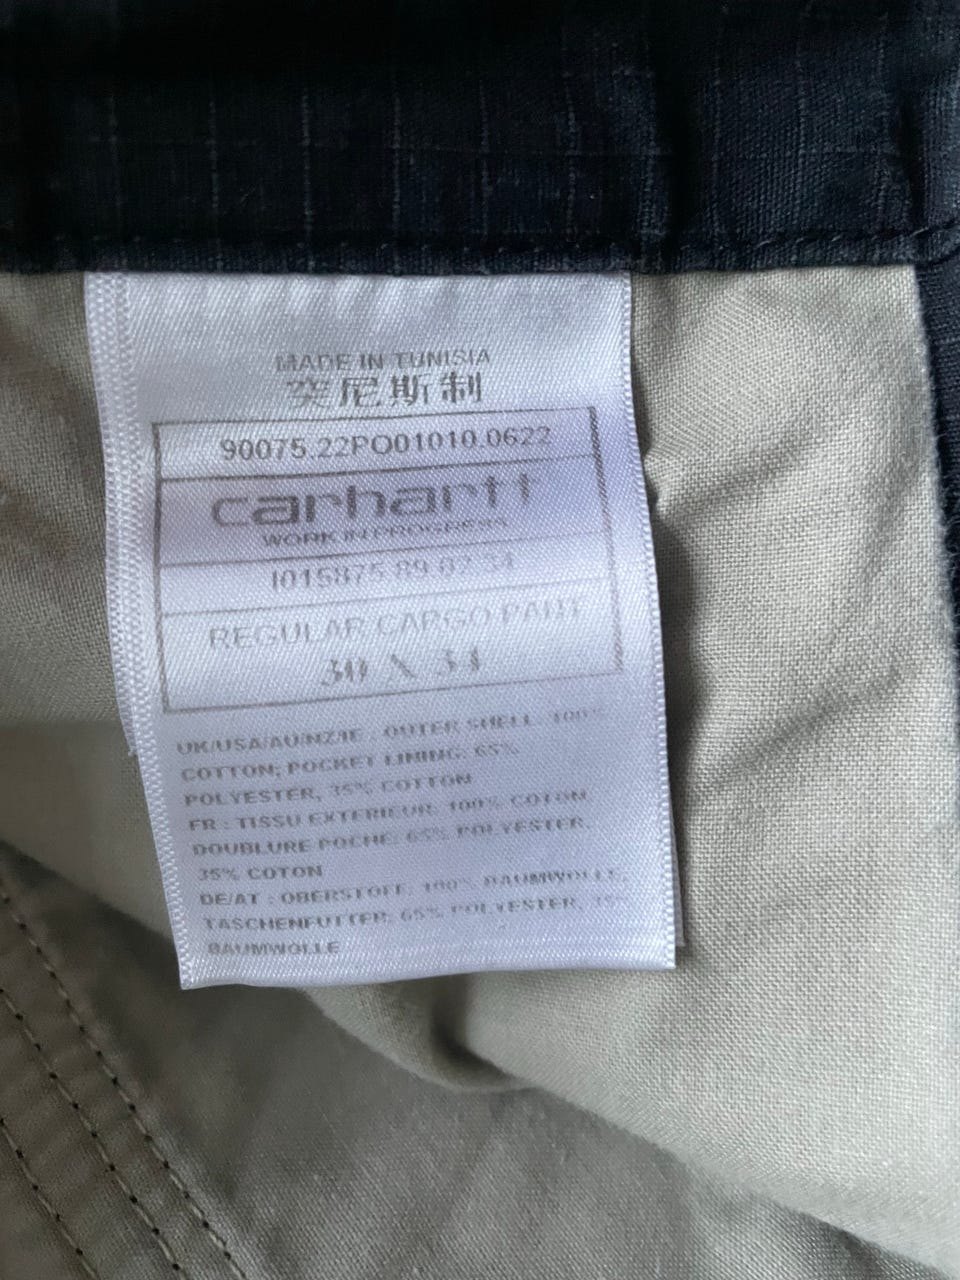 MADE IN TUNISIA
突尼斯制
90075.22PO01010.0622
carhartt
WORK IN PROGRESS
I015875 89 02 34
REGULAR CARGO PANT
30 X 34
UK/USA/AU/NZ/IE : OUTER SHELL: 100%
COTTON; POCKET LINING: 65%
POLYESTER, 35% COTTON
FR : TISSU EXTERIEUR: 100% COTON,
DOUBLURE POCHE: 65% POLYESTER,
35% COTON
DE/AT : OBERSTOFF: 100% BAUMWOLLE,
TASCHENFUTTER: 65% POLYESTER, 35%
BAUMWOLLE